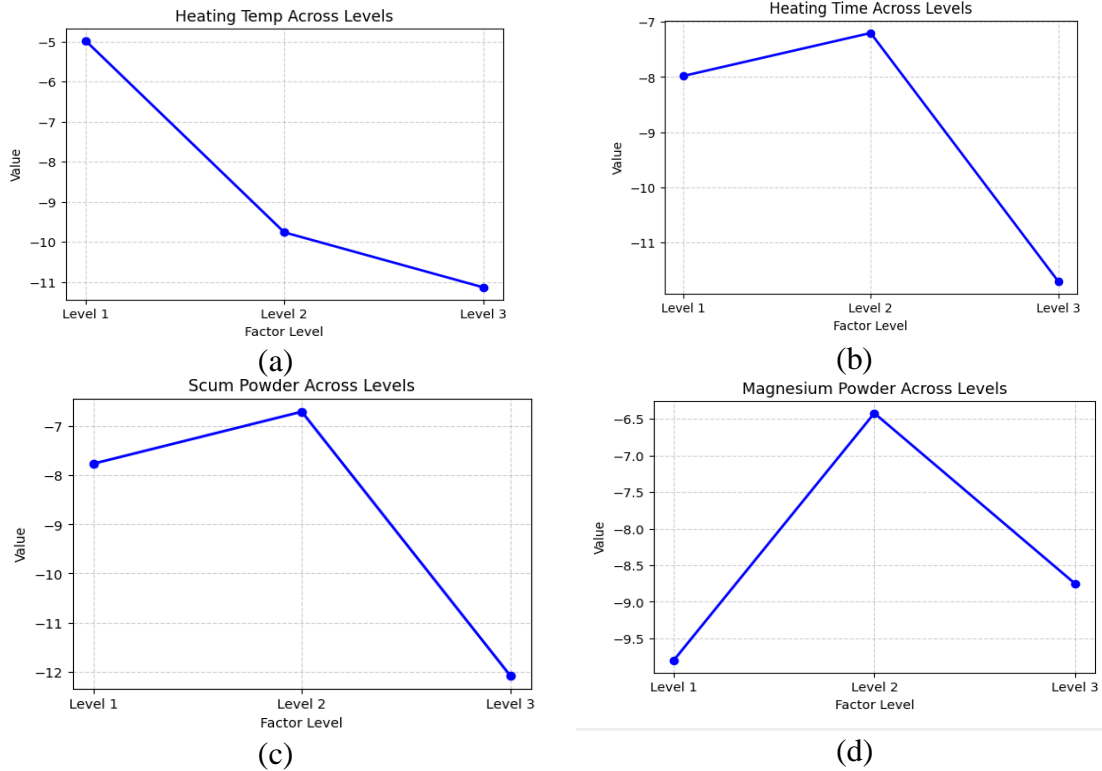 Heating Temp Across Levels
−5
−6
−7
−8
−9
−10
−11
Value
Level 1
Level 2
Level 3
Factor Level
(a)
Heating Time Across Levels
−7
−8
−9
−10
−11
Value
Level 1
Level 2
Level 3
Factor Level
(b)
Scum Powder Across Levels
−7
−8
−9
−10
−11
−12
Value
Level 1
Level 2
Level 3
Factor Level
(c)
Magnesium Powder Across Levels
−6.5
−7.0
−7.5
−8.0
−8.5
−9.0
−9.5
Value
Level 1
Level 2
Level 3
Factor Level
(d)